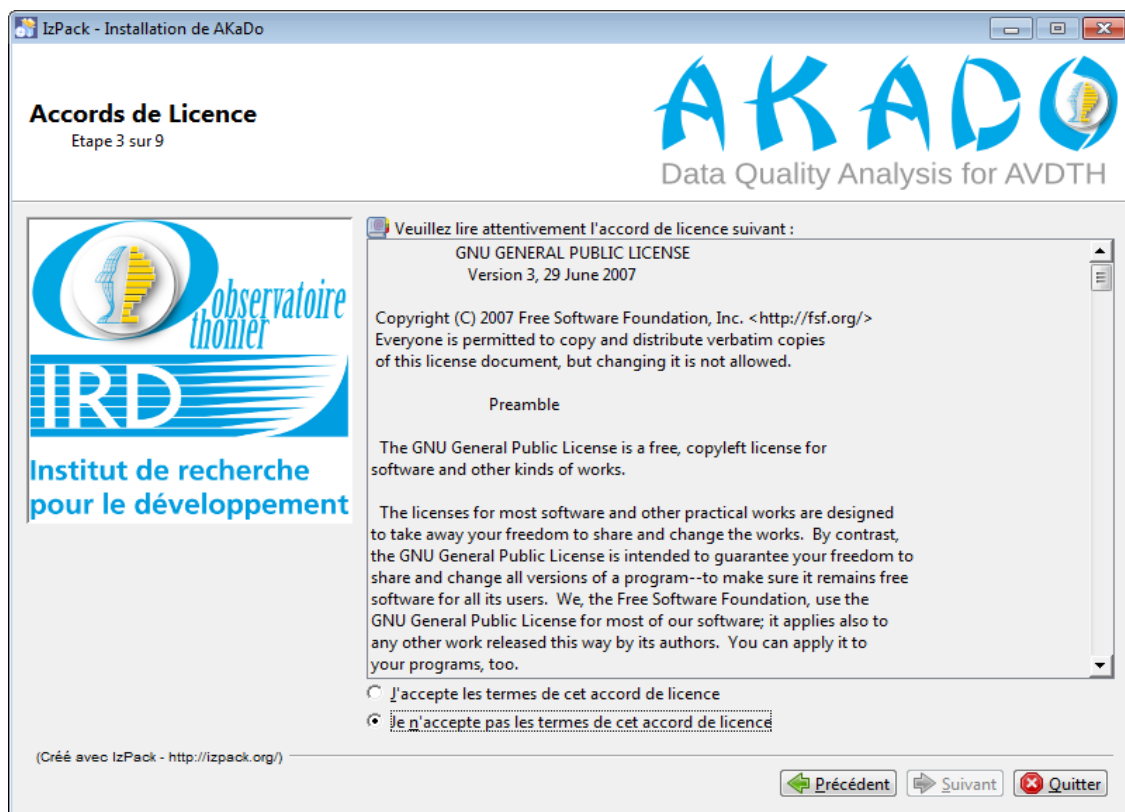 IzPack - Installation de AKaDo
Accords de Licence
Etape 3 sur 9
AKADO
Data Quality Analysis for AVDTH
Observatoire
thonier
IRD
Institut de recherche
pour le développement
Veuillez lire attentivement l'accord de licence suivant :
GNU GENERAL PUBLIC LICENSE
Version 3, 29 June 2007
Copyright (C) 2007 Free Software Foundation, Inc. <http://fsf.org/>
Everyone is permitted to copy and distribute verbatim copies
of this license document, but changing it is not allowed.
Preamble
The GNU General Public License is a free, copyleft license for
software and other kinds of works.
The licenses for most software and other practical works are designed
to take away your freedom to share and change the works.  By contrast,
the GNU General Public License is intended to guarantee your freedom to
share and change all versions of a program--to make sure it remains free
software for all its users.  We, the Free Software Foundation, use the
GNU General Public License for most of our software; it applies also to
any other work released this way by its authors.  You can apply it to
your programs, too.
J'accepte les termes de cet accord de licence
Je n'accepte pas les termes de cet accord de licence
(Créé avec IzPack - http://izpack.org/)
Précédent
Suivant
Quitter